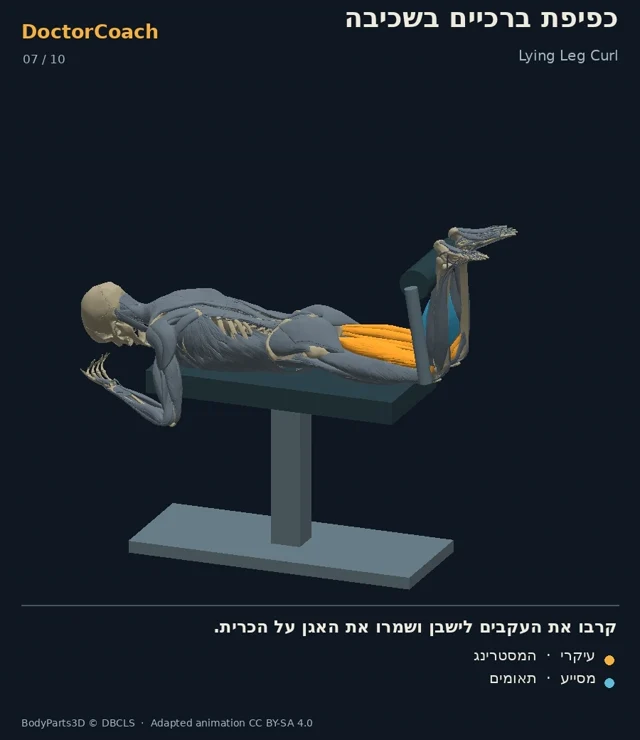 כפיפת ברכיים בשכיבה
DoctorCoach
Lying Leg Curl
07 / 10
קרבו את העקבים לישבן ושמרו את האגן על הכרית.
עיקרי · המסטרינג
מסייע · תאומים
BodyParts3D © DBCLS · Adapted animation CC BY-SA 4.0